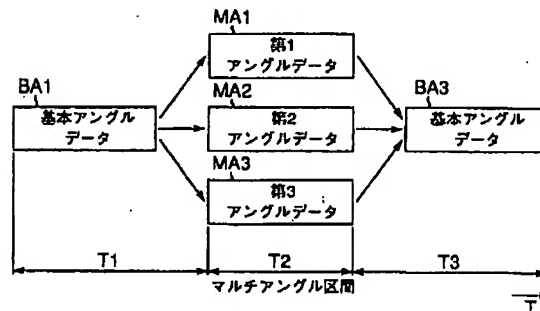 MA1
第1
アングルデータ
BA1
基本アングル
データ
MA2
第2
アングルデータ
BA3
基本アングル
データ
MA3
第3
アングルデータ
T1
T2
T3
マルチアングル区間
T